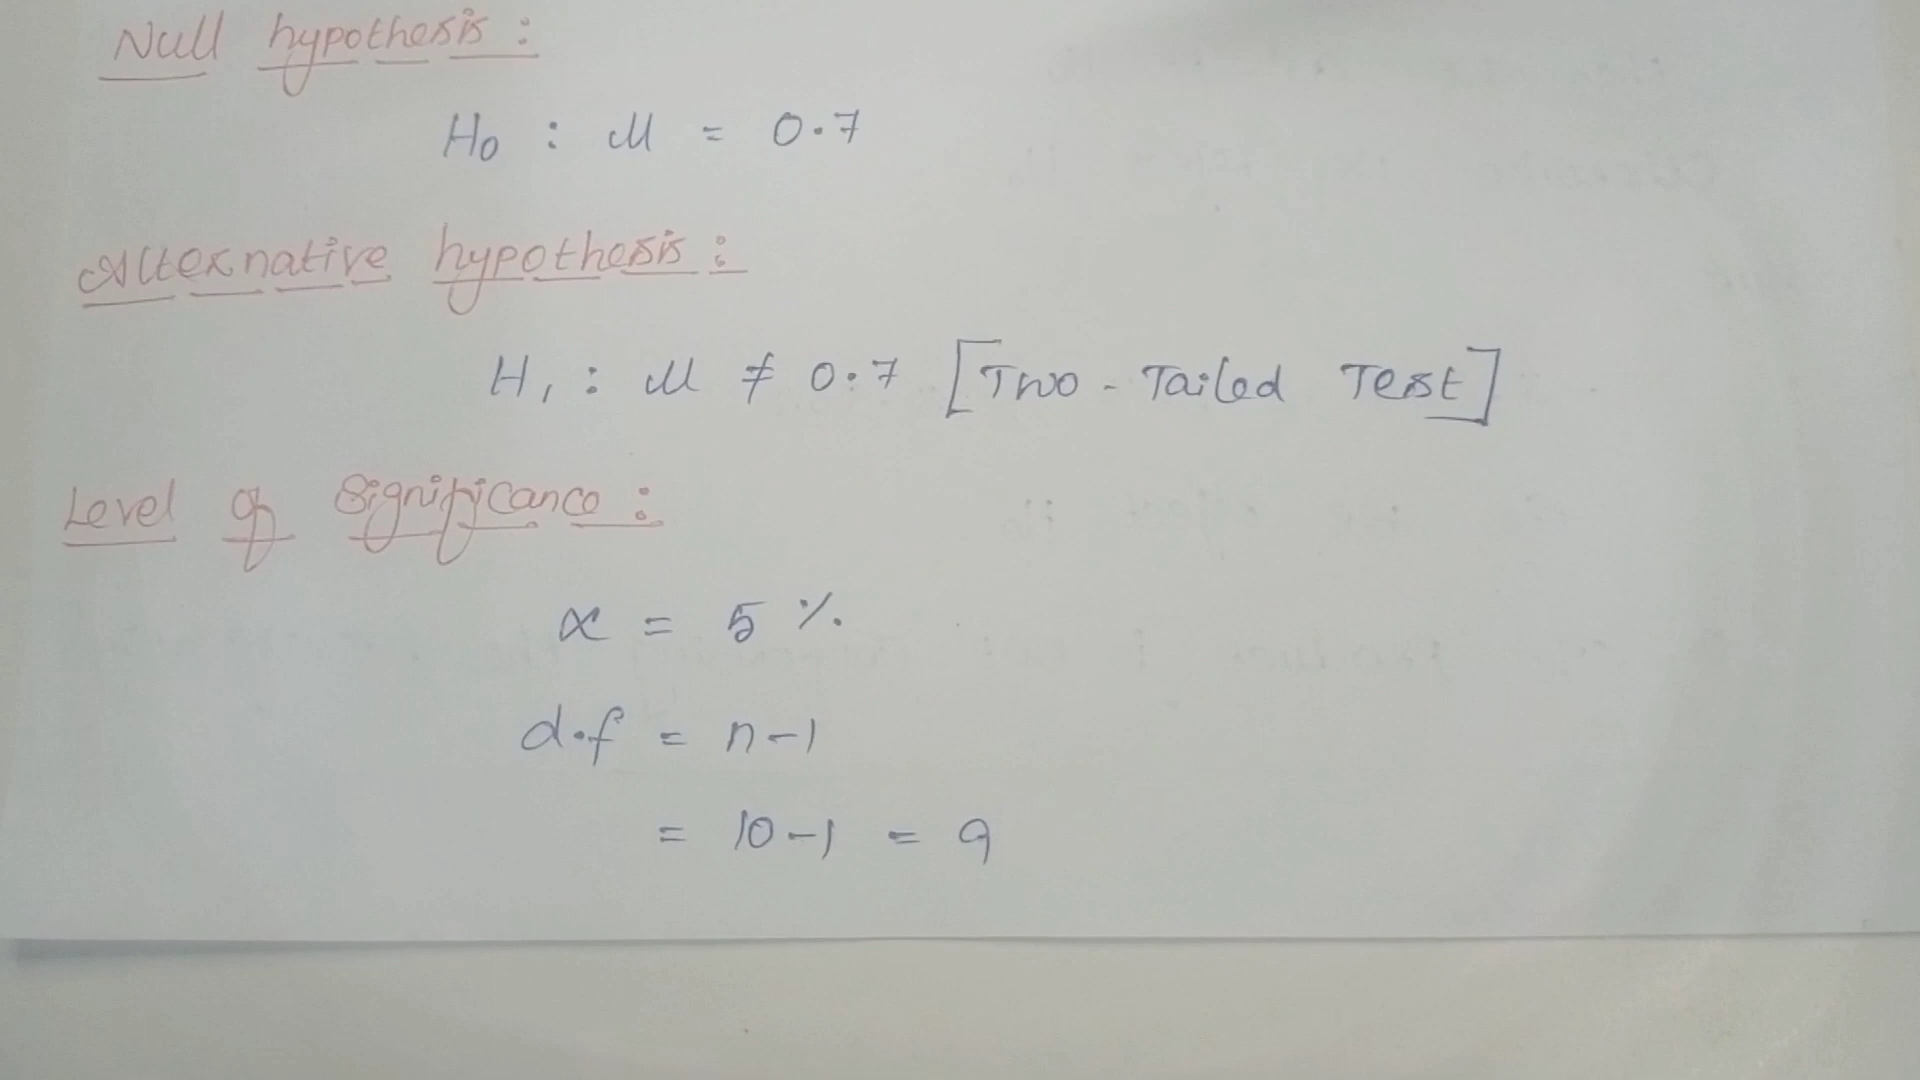 Null hypothesis :
H0 : μ = 0.7
Alternative hypothesis :
H1 : μ ≠ 0.7 [Two - Tailed Test]
Level of Significance :
α = 5 %.
d.f = n-1
= 10-1 = 9